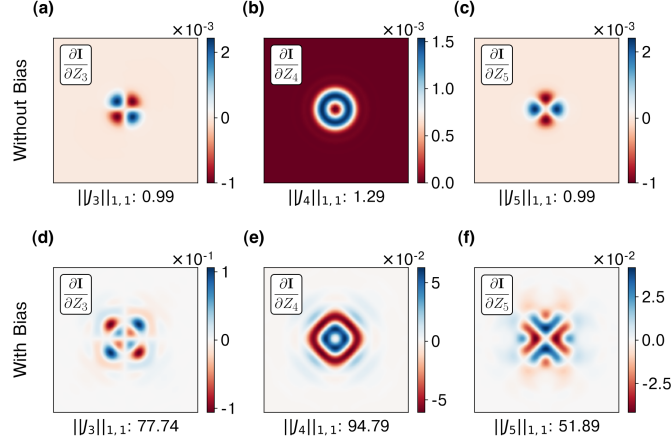 (a) (b) (c)
×10⁻³ ×10⁻³ ×10⁻³
Without Bias
∂I/∂Z₃ 2 0 -1
∂I/∂Z₄ 1.5 1.0 0.5 0.0
∂I/∂Z₅ 2 0 -1
||J₃||₁,₁: 0.99 ||J₄||₁,₁: 1.29 ||J₅||₁,₁: 0.99
(d) (e) (f)
×10⁻¹ ×10⁻² ×10⁻²
With Bias
∂I/∂Z₃ 1 0 -1
∂I/∂Z₄ 5 0 -5
∂I/∂Z₅ 2.5 0 -2.5
||J₃||₁,₁: 77.74 ||J₄||₁,₁: 94.79 ||J₅||₁,₁: 51.89